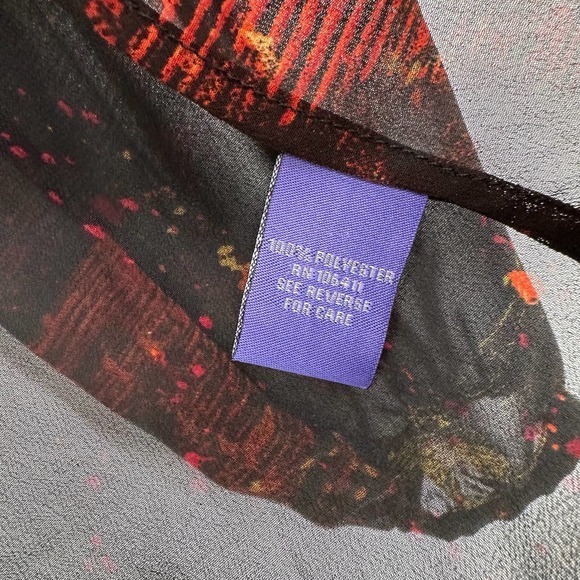 100% POLYESTER
RN 106411
SEE REVERSE
FOR CARE